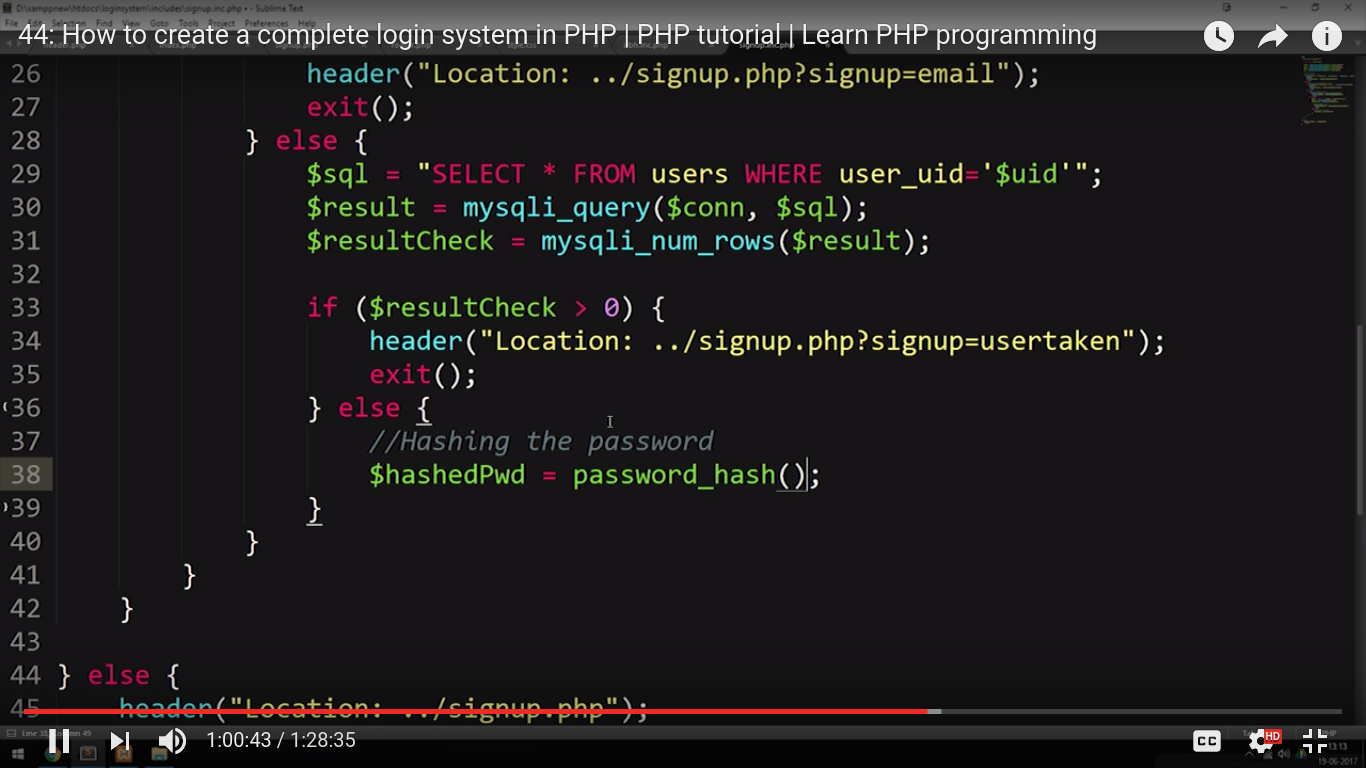 D:\xamppnew\htdocs\loginsystem\includes\signup.inc.php • - Sublime Text
File Edit Selection Find View Goto Tools Project Preferences Help
44: How to create a complete login system in PHP | PHP tutorial | Learn PHP programming
26 header("Location: ../signup.php?signup=email");
27 exit();
28 } else {
29 $sql = "SELECT * FROM users WHERE user_uid='$uid'";
30 $result = mysqli_query($conn, $sql);
31 $resultCheck = mysqli_num_rows($result);
32
33 if ($resultCheck > 0) {
34 header("Location: ../signup.php?signup=usertaken");
35 exit();
36 } else {
37 //Hashing the password
38 $hashedPwd = password_hash();
39 }
40 }
41 }
42 }
43
44 } else {
45 header("Location: ../signup.php");
1:00:43 / 1:28:35
CC
HD
13:13
19-06-2017